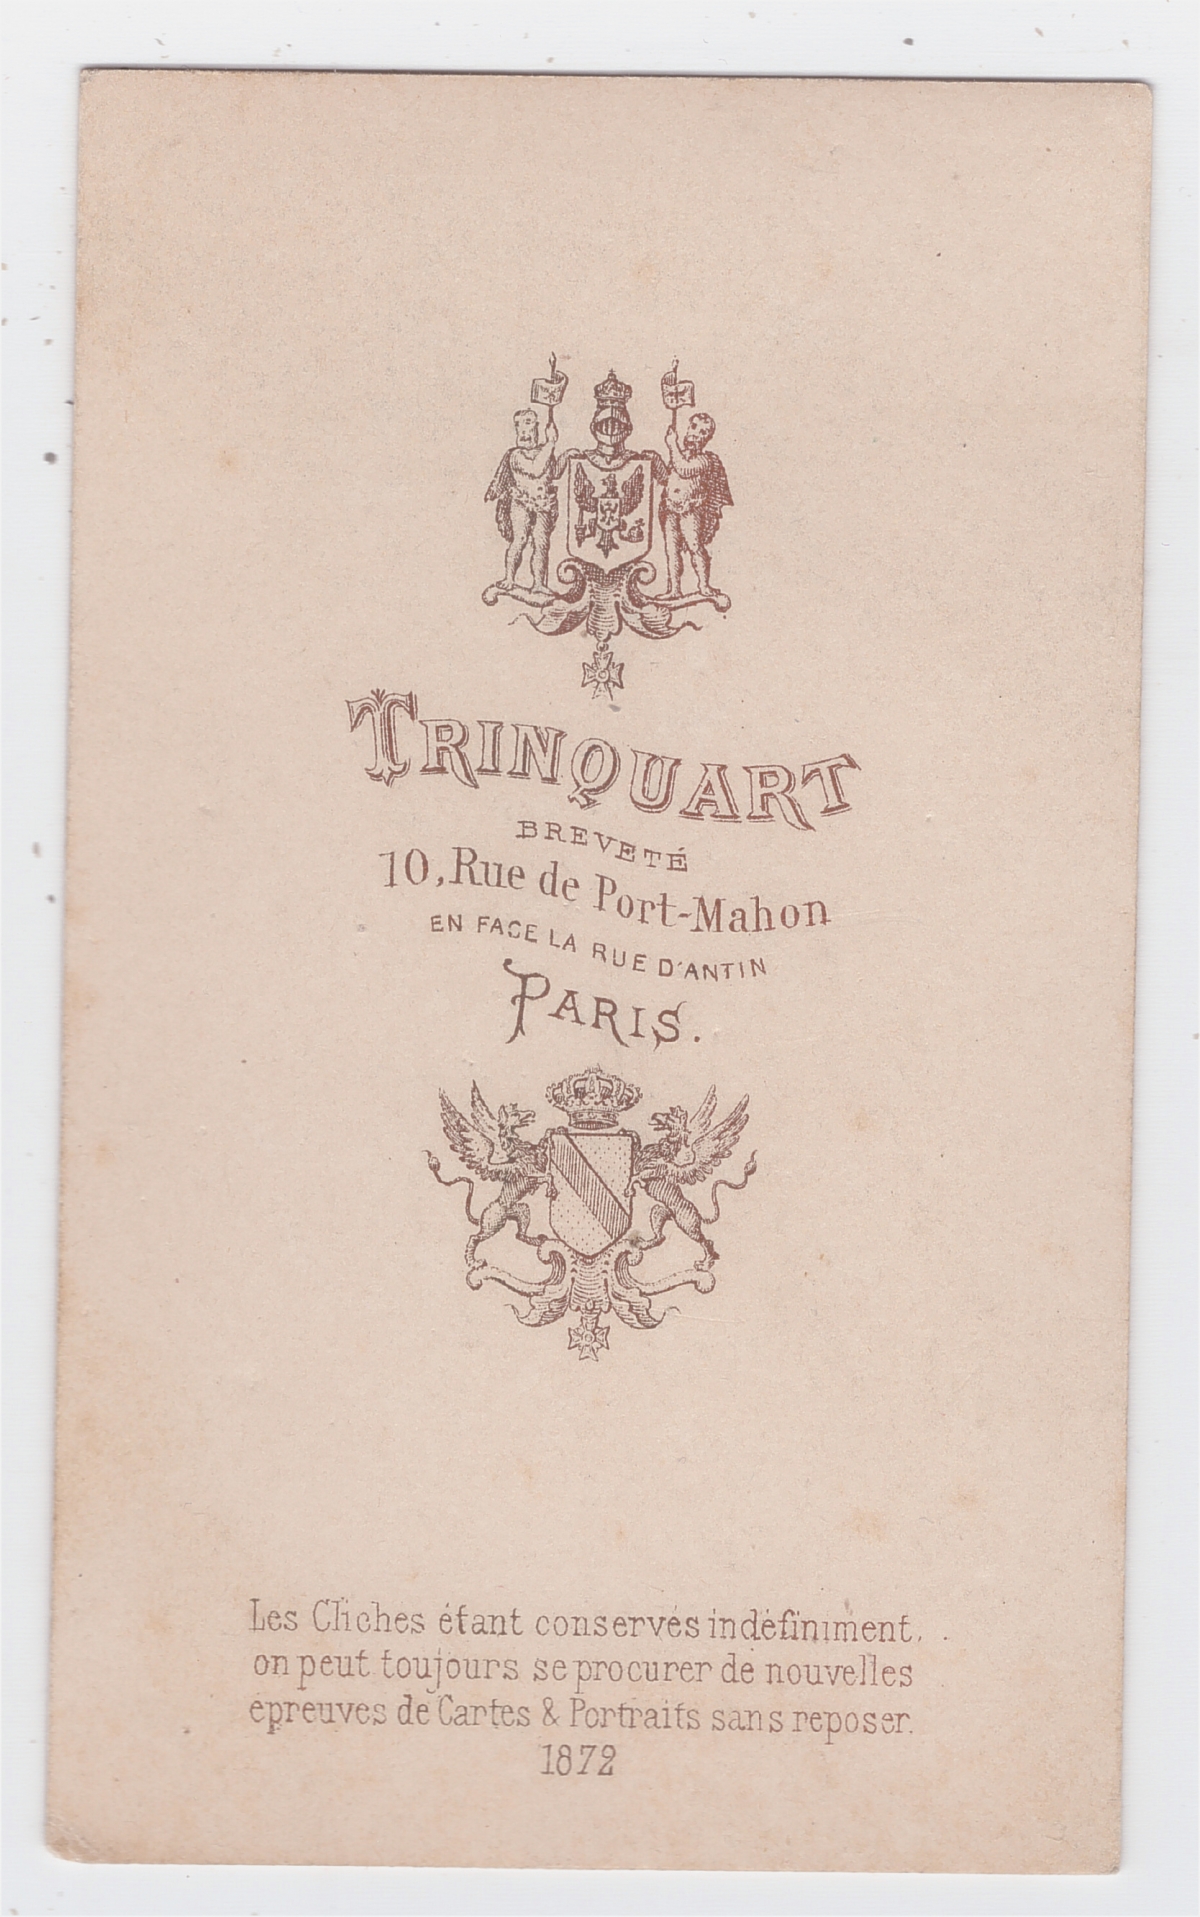 TRINQUART
BREVETÉ
10, Rue de Port-Mahon
EN FACE LA RUE D'ANTIN
PARIS.
Les Clichés étant conservés indéfiniment,
on peut toujours se procurer de nouvelles
épreuves de Cartes & Portraits sans reposer.
1872